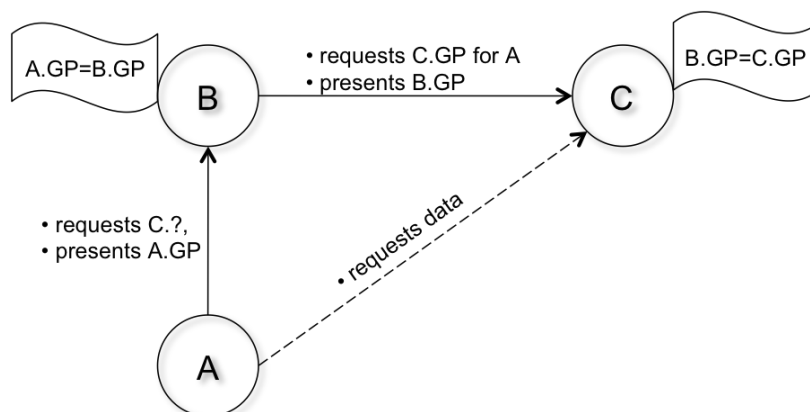 A.GP=B.GP
B
• requests C.GP for A
• presents B.GP
C
B.GP=C.GP
• requests C.?,
• presents A.GP
• requests data
A